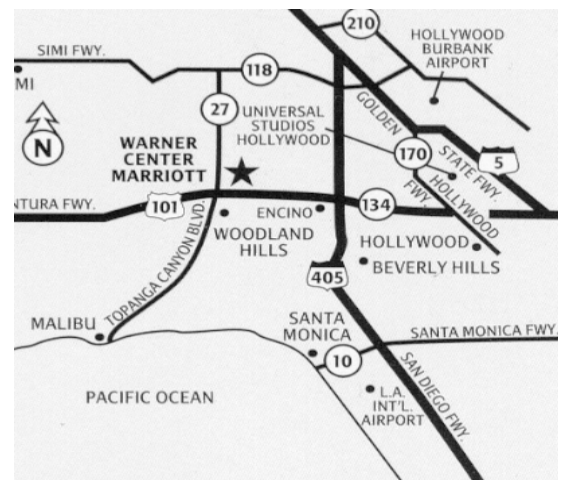 210
HOLLYWOOD
BURBANK
AIRPORT
SIMI FWY.
118
MI
27
UNIVERSAL
STUDIOS
HOLLYWOOD
GOLDEN
STATE FWY.
N
WARNER
CENTER
MARRIOTT
170
5
HOLLYWOOD
FWY.
NTURA FWY.
101
ENCINO
134
WOODLAND
HILLS
TOPANGA CANYON BLVD.
HOLLYWOOD
BEVERLY HILLS
405
MALIBU
SANTA
MONICA
SANTA MONICA FWY.
10
SAN DIEGO FWY.
PACIFIC OCEAN
L.A.
INT'L.
AIRPORT